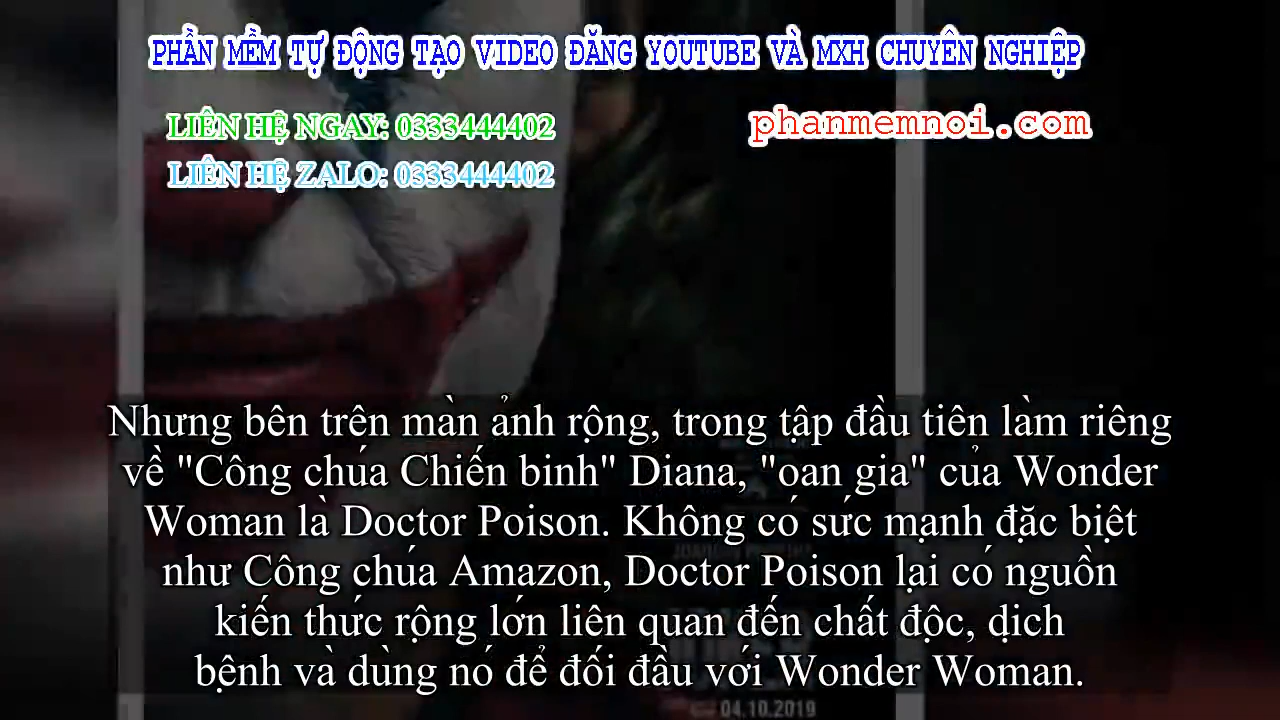 PHẦN MỀM TỰ ĐỘNG TẠO VIDEO ĐĂNG YOUTUBE VÀ MXH CHUYÊN NGHIỆP
LIÊN HỆ NGAY: 0333444402
phanmemnoi.com
LIÊN HỆ ZALO: 0333444402
Nhưng bên trên màn ảnh rộng, trong tập đầu tiên làm riêng
về "Công chúa Chiến binh" Diana, "oan gia" của Wonder
Woman là Doctor Poison. Không có sức mạnh đặc biệt
như Công chúa Amazon, Doctor Poison lại có nguồn
kiến thức rộng lớn liên quan đến chất độc, dịch
bệnh và dùng nó để đối đầu với Wonder Woman.
04.10.2019